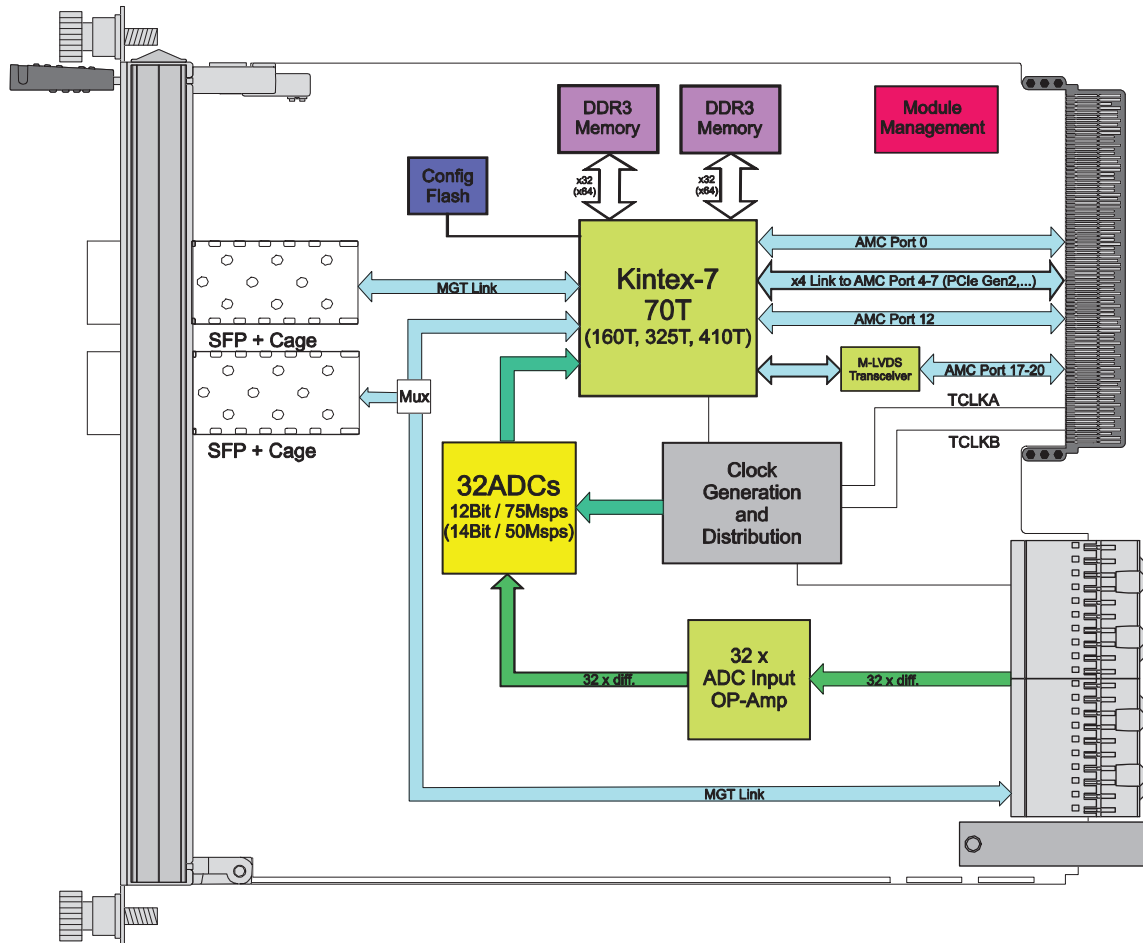 DDR3
Memory
DDR3
Memory
Module
Management
Config
Flash
x32
(x64)
x32
(x64)
Kintex-7
70T
(160T, 325T, 410T)
AMC Port 0
x4 Link to AMC Port 4-7 (PCIe Gen2,...)
AMC Port 12
MGT Link
SFP + Cage
M-LVDS
Transceiver
AMC Port 17-20
Mux
TCLKA
TCLKB
SFP + Cage
32ADCs
12Bit / 75Msps
(14Bit / 50Msps)
Clock
Generation
and
Distribution
32 x
ADC Input
OP-Amp
32 x diff.
32 x diff.
MGT Link